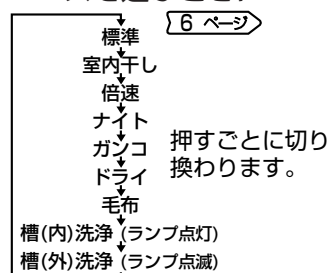 6 ページ
標準
室内干し
倍速
ナイト
ガンコ
ドライ
毛布
槽(内)洗浄 (ランプ点灯)
槽(外)洗浄 (ランプ点滅)
押すごとに切り
換わります。